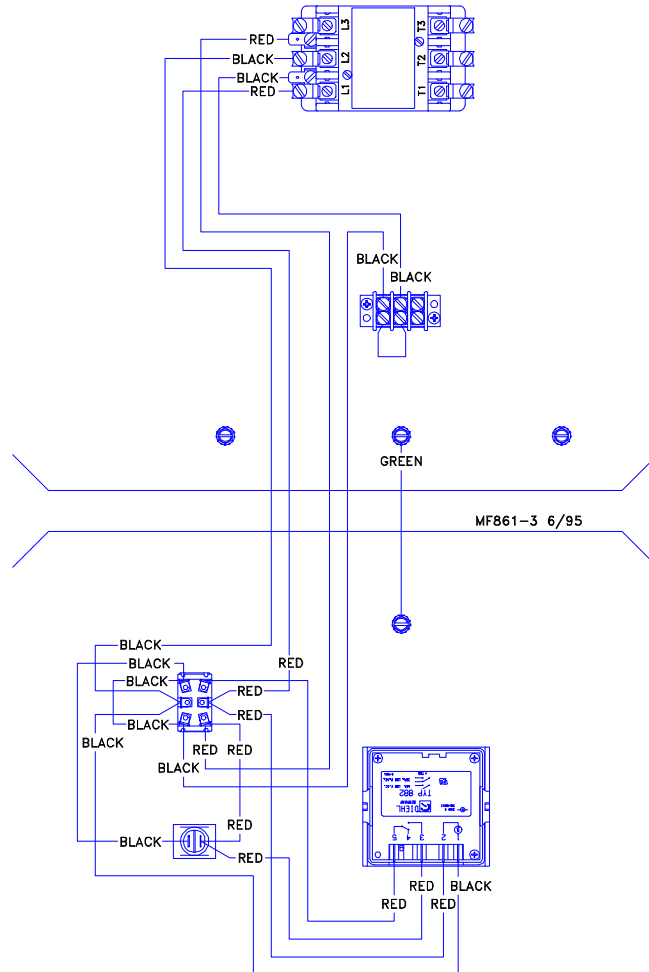 L3
T3
RED
BLACK
L2
T2
BLACK
RED
L1
T1
BLACK
BLACK
GREEN
MF861-3 6/95
BLACK
BLACK
RED
BLACK
RED
RED
BLACK
BLACK
RED
RED
BLACK
TYP 882
DIEHL
RED
BLACK
RED
5
4
3
2
1
RED
BLACK
RED
RED